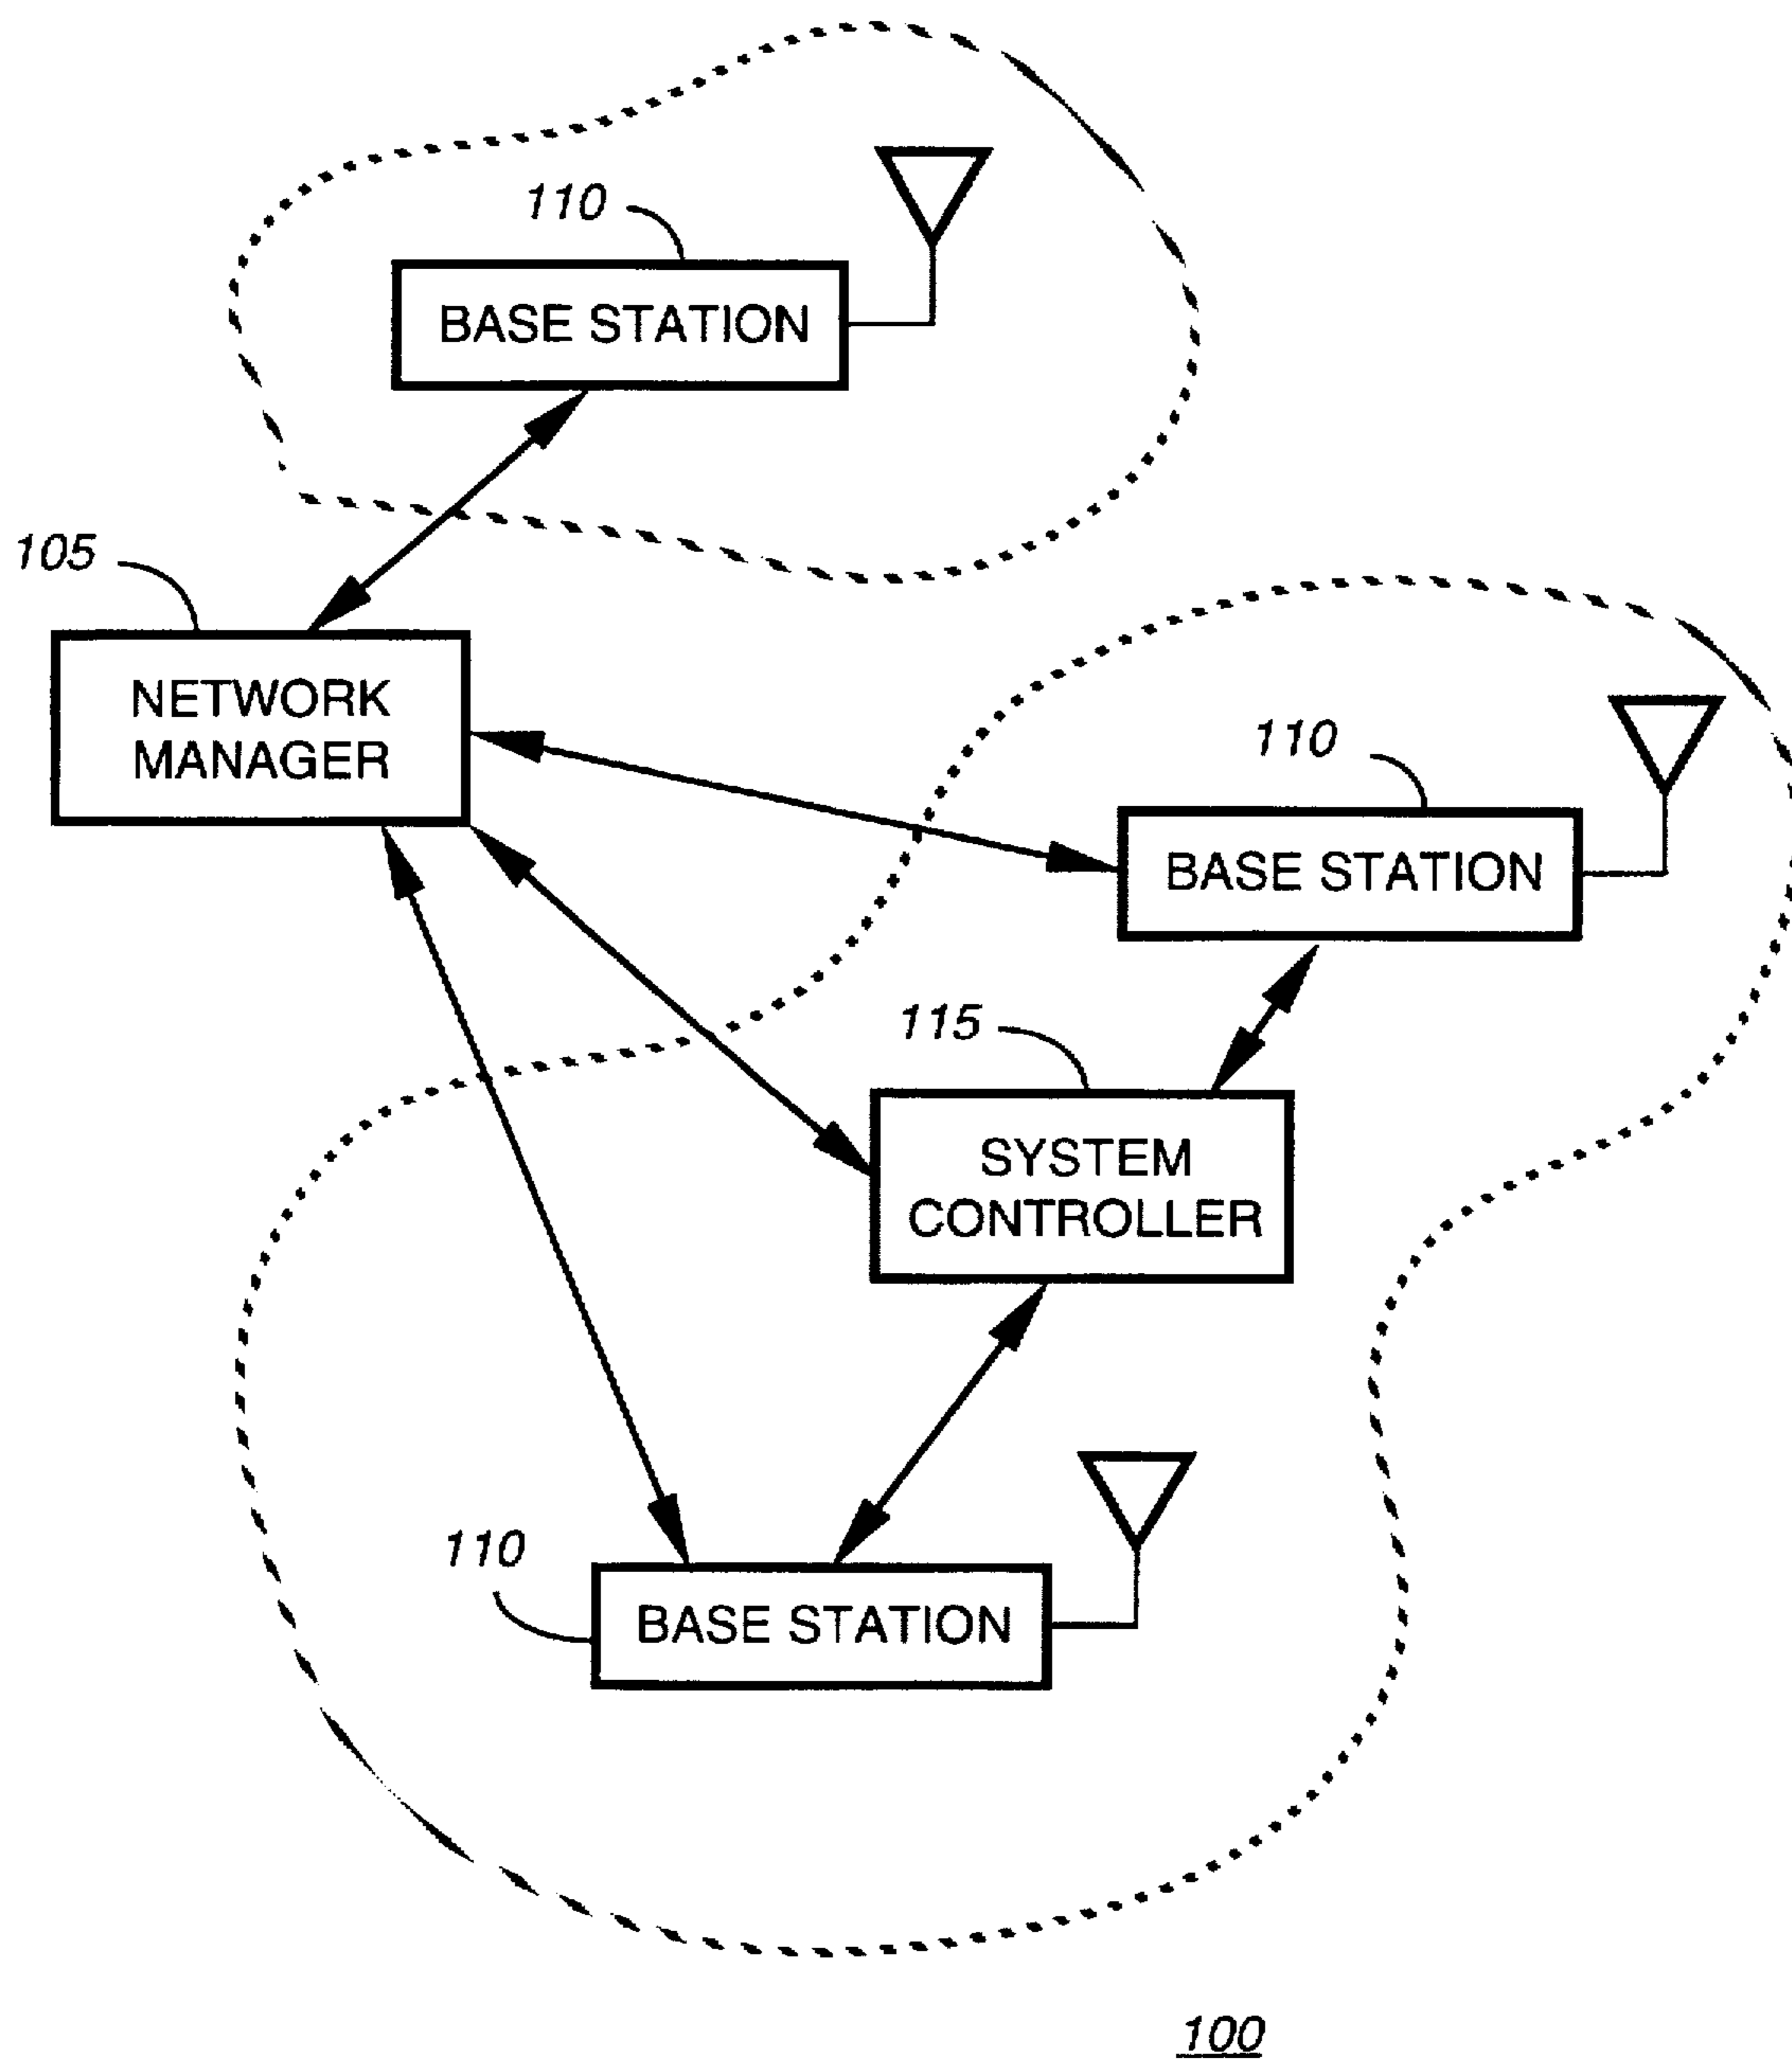 110
BASE STATION
105
NETWORK
MANAGER
110
BASE STATION
115
SYSTEM
CONTROLLER
110
BASE STATION
100